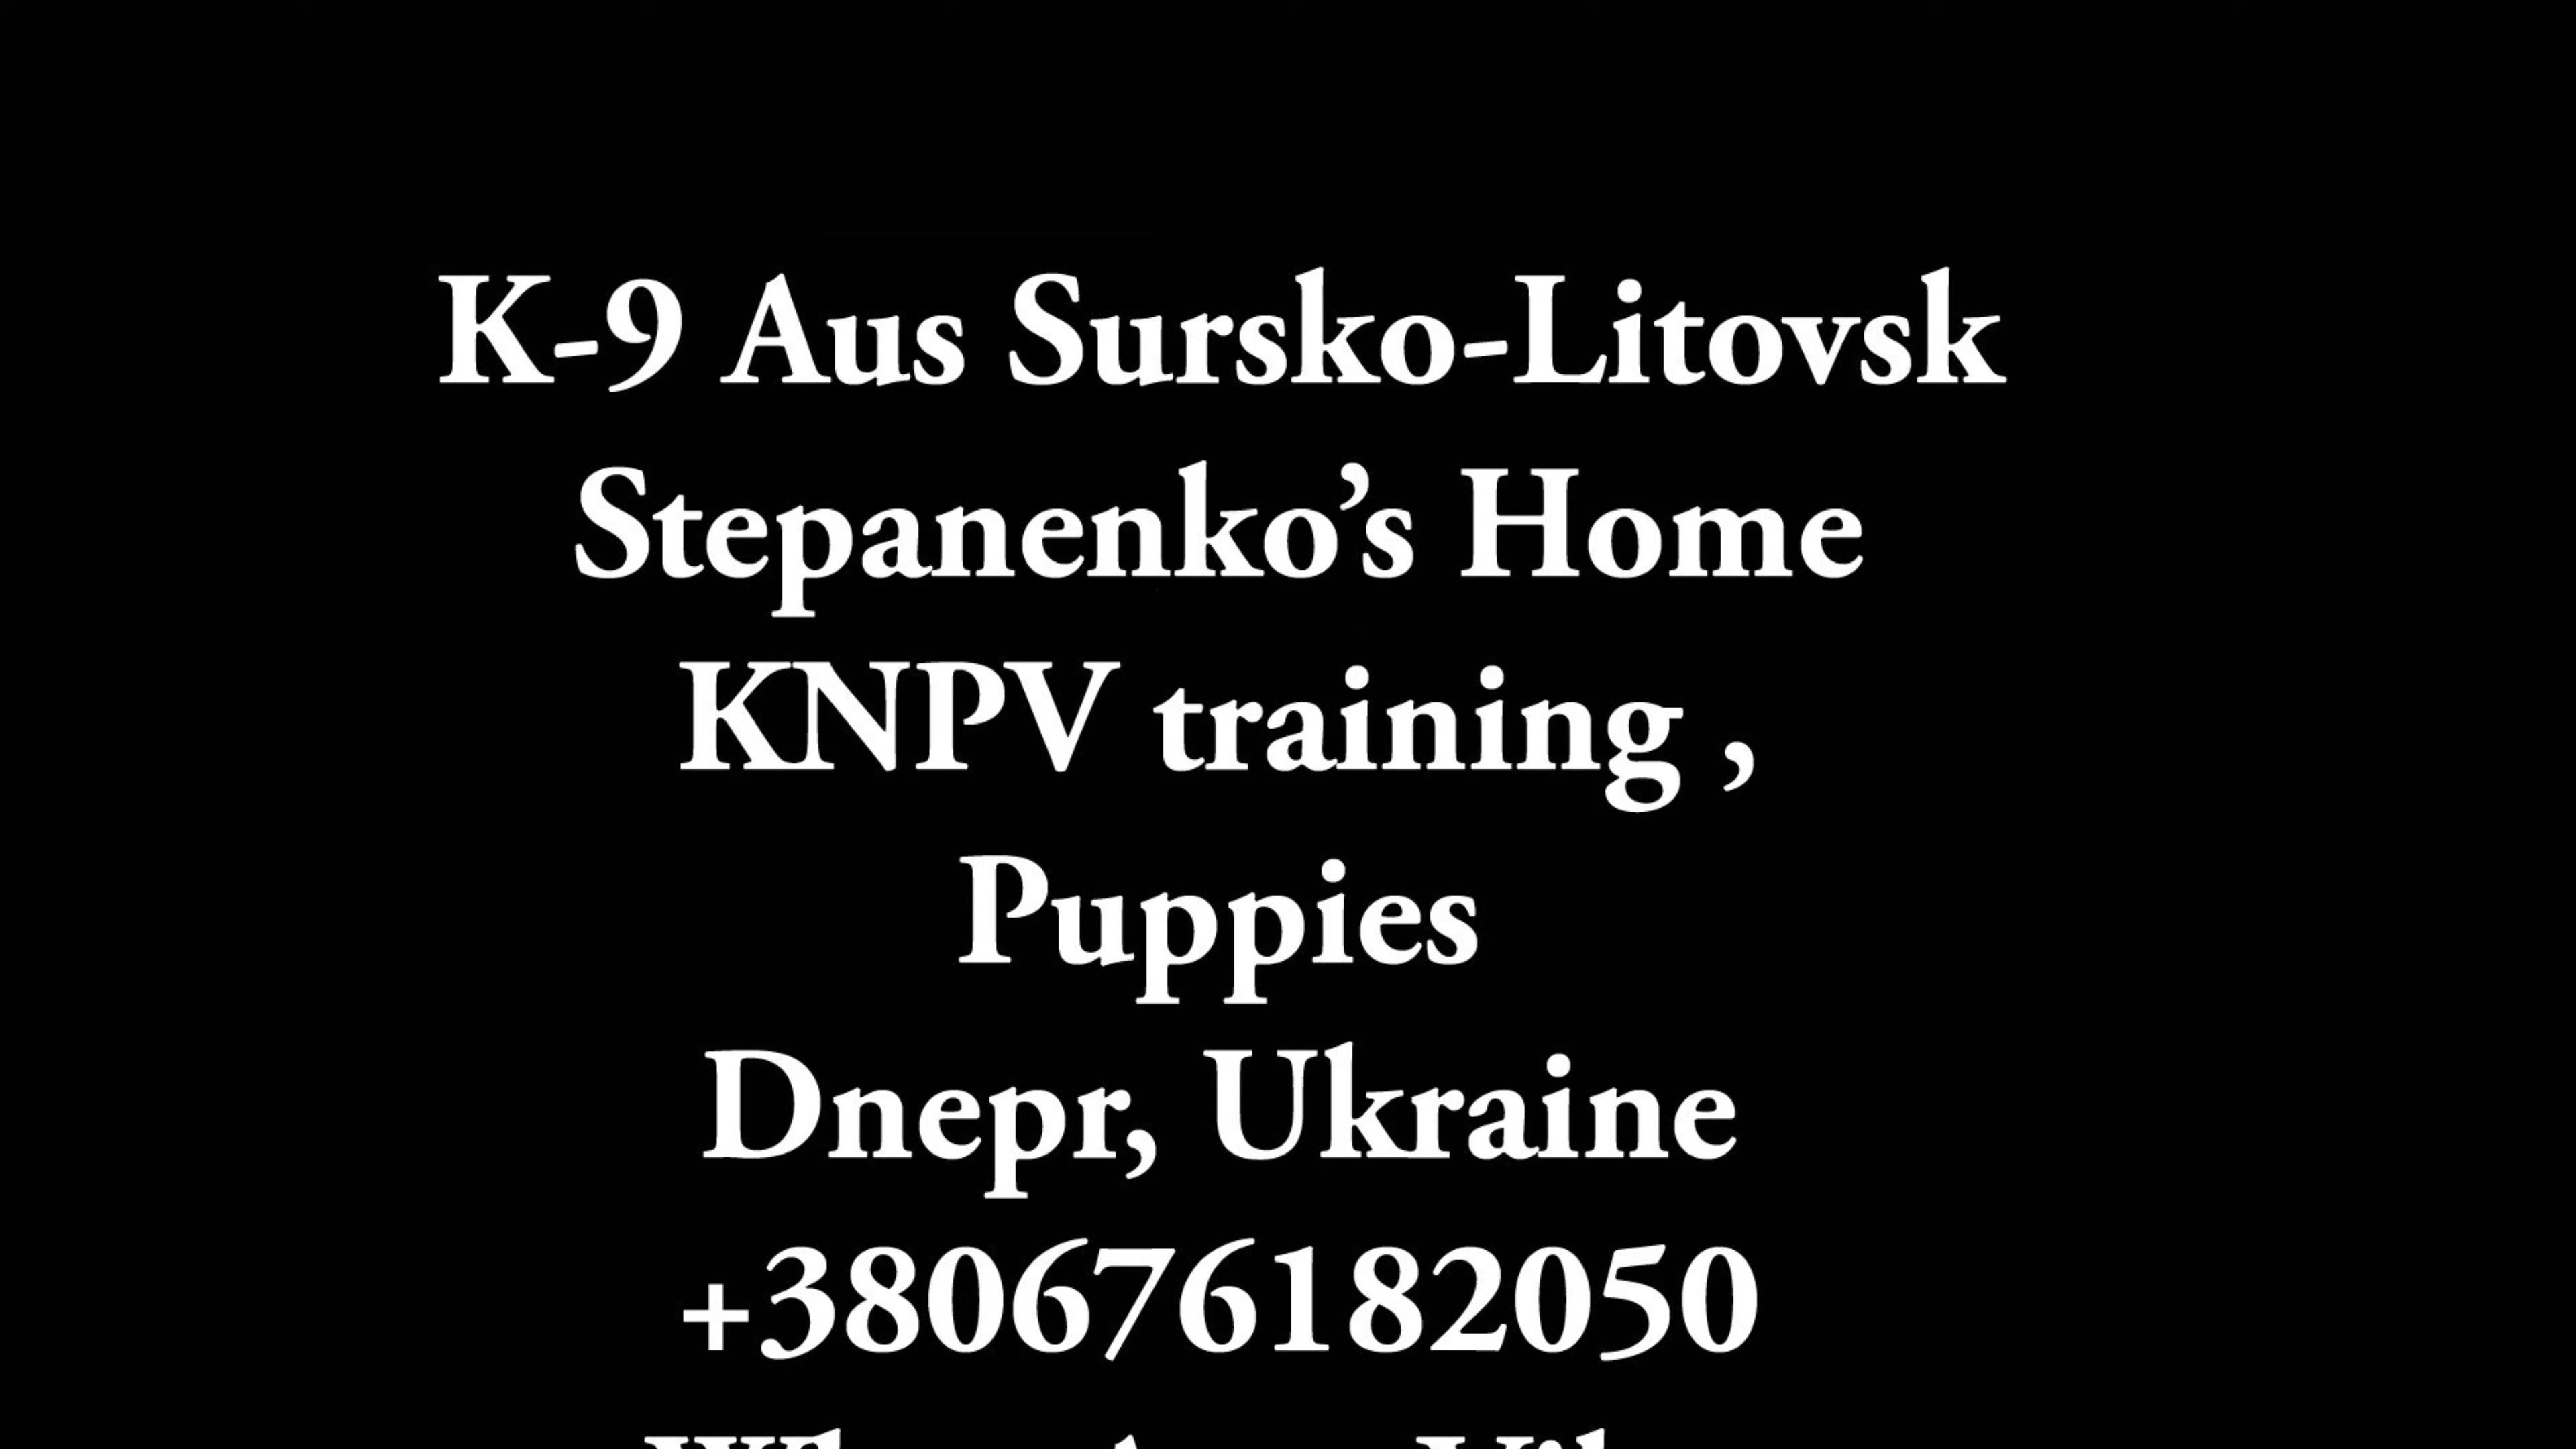 K-9 Aus Sursko-Litovsk
Stepanenko’s Home
KNPV training ,
Puppies
Dnepr, Ukraine
+380676182050